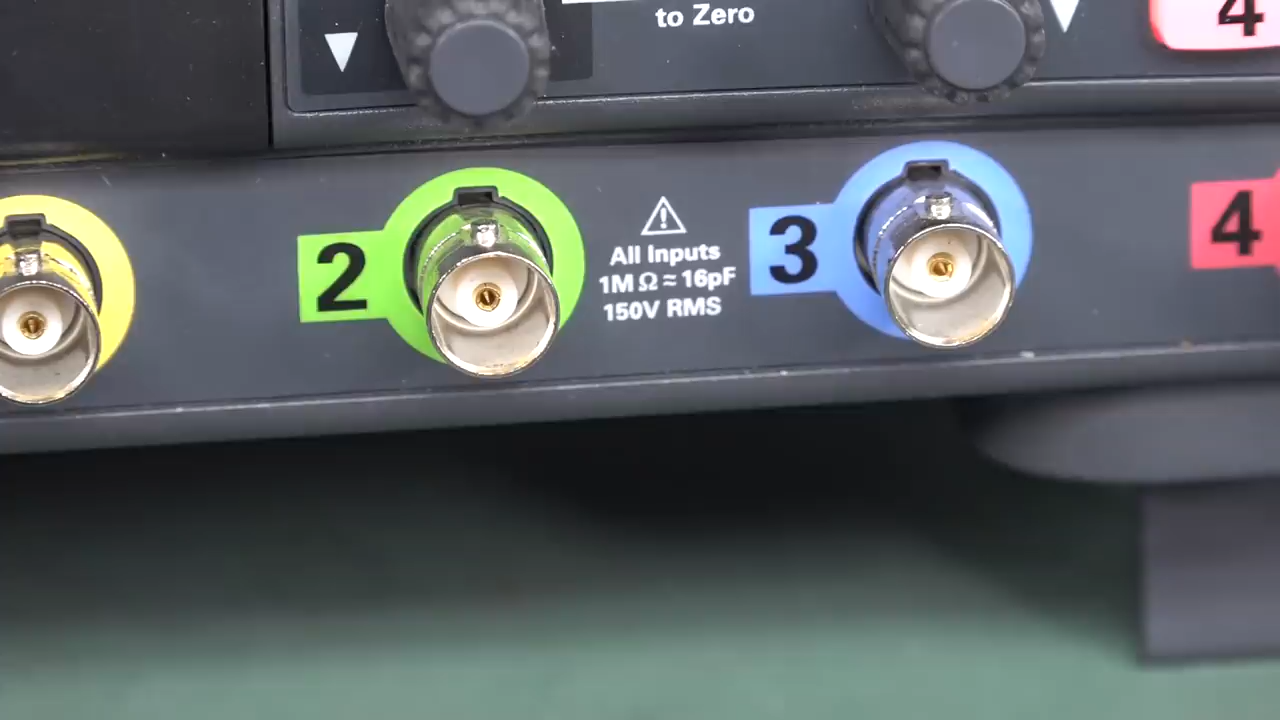 to Zero
4
2
All Inputs
1M Ω ≈ 16pF
150V RMS
3
4